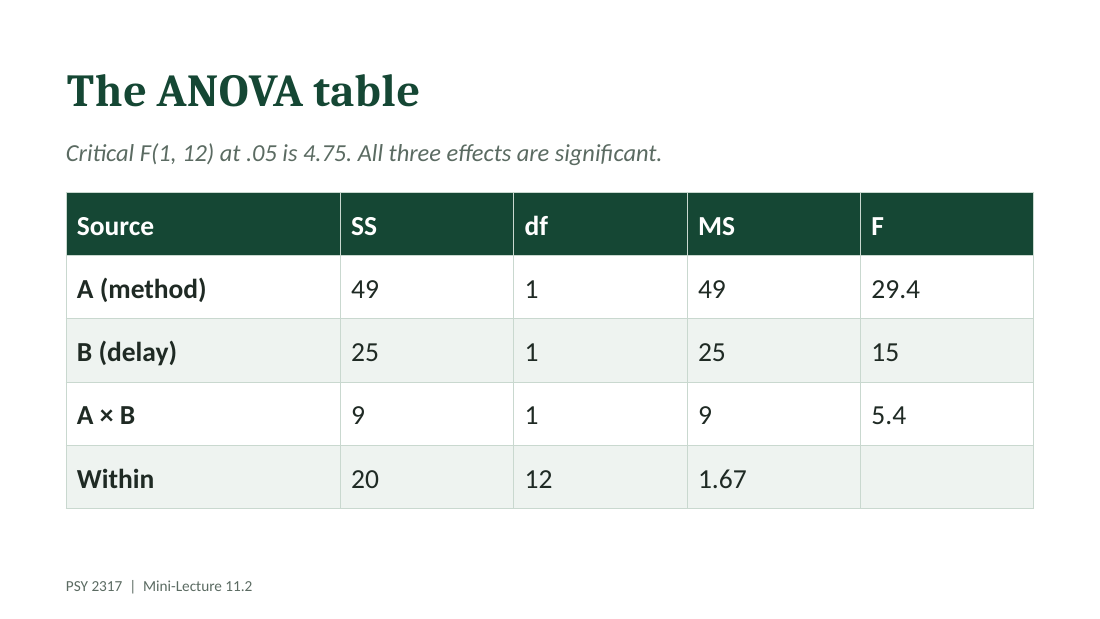 The ANOVA table
Critical F(1, 12) at .05 is 4.75. All three effects are significant.
Source SS df MS F
A (method) 49 1 49 29.4
B (delay) 25 1 25 15
A × B 9 1 9 5.4
Within 20 12 1.67
PSY 2317 | Mini-Lecture 11.2